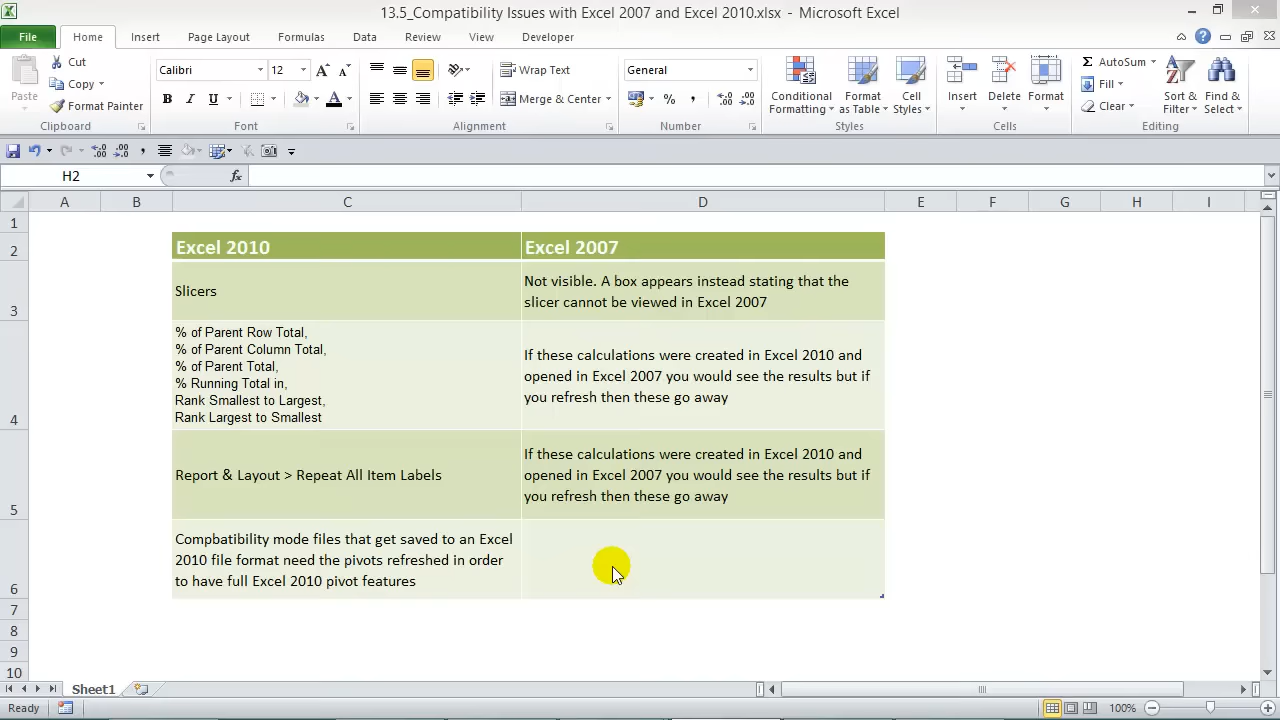 13.5_Compatibility Issues with Excel 2007 and Excel 2010.xlsx - Microsoft Excel
File Home Insert Page Layout Formulas Data Review View Developer
Paste Cut Copy Format Painter
Calibri 12
B I U A
Wrap Text
Merge & Center
General
$ % ,
Conditional Formatting
Format as Table
Cell Styles
Insert Delete Format
AutoSum Fill Clear
Sort & Filter
Find & Select
Clipboard Font Alignment Number Styles Cells Editing
H2 fx
A B C D E F G H I
1
2 Excel 2010 Excel 2007
3 Slicers
Not visible. A box appears instead stating that the
slicer cannot be viewed in Excel 2007
4 % of Parent Row Total,
% of Parent Column Total,
% of Parent Total,
% Running Total in,
Rank Smallest to Largest,
Rank Largest to Smallest
If these calculations were created in Excel 2010 and
opened in Excel 2007 you would see the results but if
you refresh then these go away
5 Report & Layout > Repeat All Item Labels
If these calculations were created in Excel 2010 and
opened in Excel 2007 you would see the results but if
you refresh then these go away
6 Compbatibility mode files that get saved to an Excel
2010 file format need the pivots refreshed in order
to have full Excel 2010 pivot features
7
8
9
10
Sheet1
Ready 100%